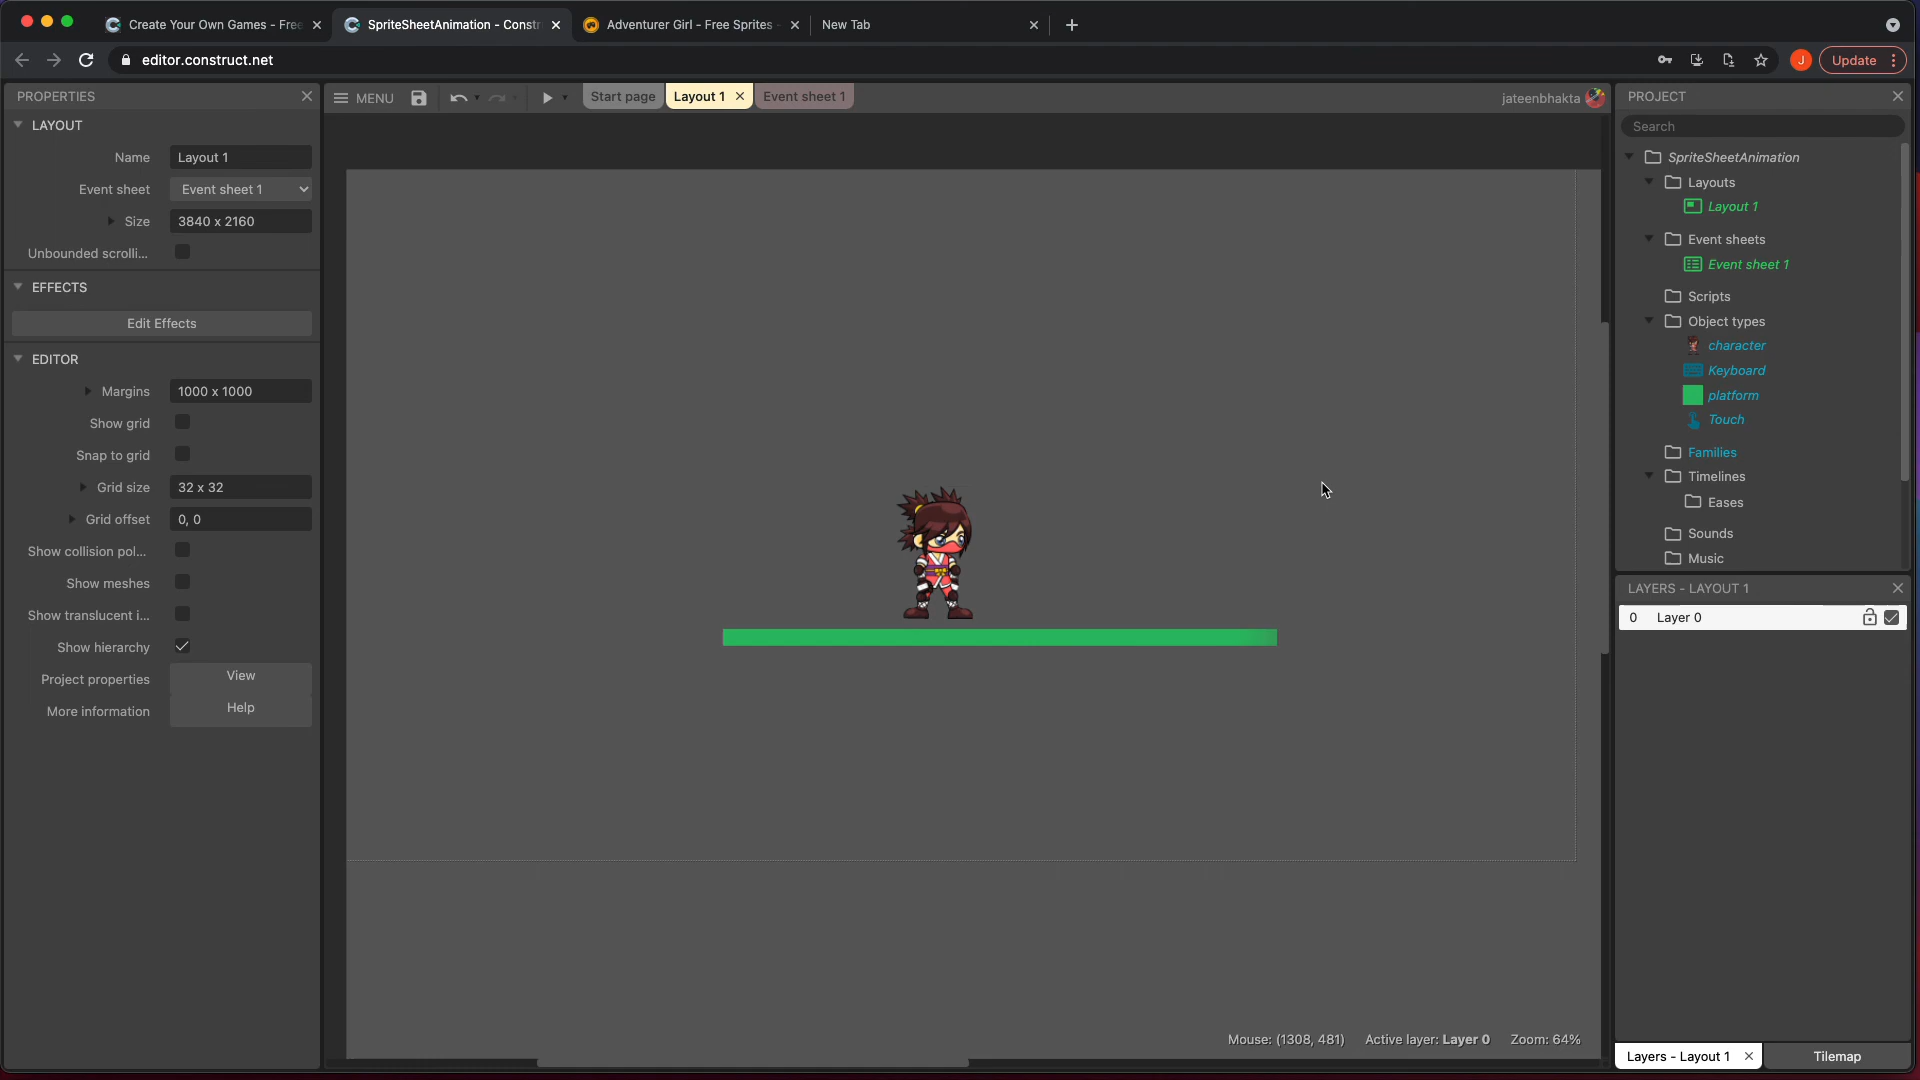 Create Your Own Games - Free
SpriteSheetAnimation - Constr
Adventurer Girl - Free Sprites -
New Tab
editor.construct.net
J
Update
PROPERTIES
MENU
Start page
Layout 1
Event sheet 1
jateenbhakta
PROJECT
LAYOUT
Name
Layout 1
Event sheet
Event sheet 1
Size
3840 x 2160
Unbounded scrolli...
EFFECTS
Edit Effects
EDITOR
Margins
1000 x 1000
Show grid
Snap to grid
Grid size
32 x 32
Grid offset
0, 0
Show collision pol...
Show meshes
Show translucent i...
Show hierarchy
Project properties
View
More information
Help
Mouse: (1308, 481)
Active layer: Layer 0
Zoom: 64%
Search
SpriteSheetAnimation
Layouts
Layout 1
Event sheets
Event sheet 1
Scripts
Object types
character
Keyboard
platform
Touch
Families
Timelines
Eases
Sounds
Music
LAYERS - LAYOUT 1
0
Layer 0
Layers - Layout 1
Tilemap